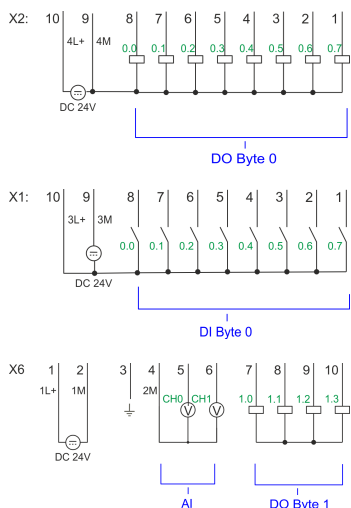 X2: 10 9 8 7 6 5 4 3 2 1
4L+ 4M
0.0 0.1 0.2 0.3 0.4 0.5 0.6 0.7
DC 24V
DO Byte 0
X1: 10 9 8 7 6 5 4 3 2 1
3L+ 3M
0.0 0.1 0.2 0.3 0.4 0.5 0.6 0.7
DC 24V
DI Byte 0
X6 1 2 3 4 5 6 7 8 9 10
1L+ 1M 2M CH0 CH1 1.0 1.1 1.2 1.3
V V
DC 24V
AI DO Byte 1